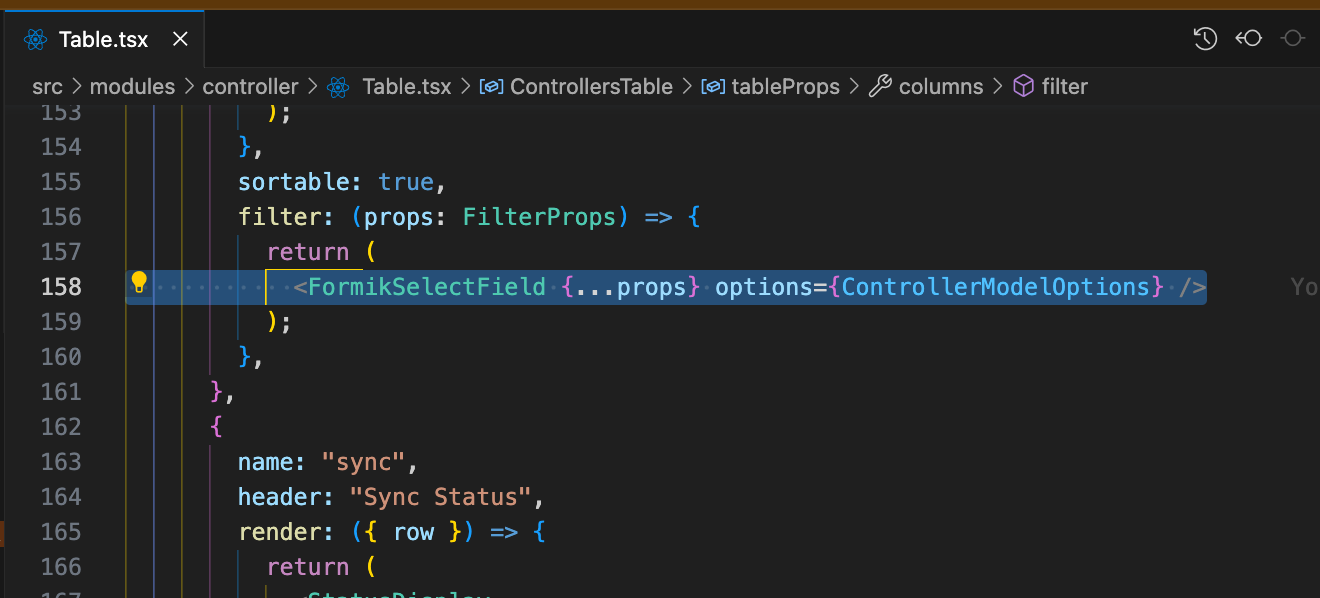 Table.tsx
src > modules > controller > Table.tsx > ControllersTable > tableProps > columns > filter
153 );
154 },
155 sortable: true,
156 filter: (props: FilterProps) => {
157 return (
158 <FormikSelectField {...props} options={ControllerModelOptions} /> Yo
159 );
160 },
161 },
162 {
163 name: "sync",
164 header: "Sync Status",
165 render: ({ row }) => {
166 return (
167 <StatusDisplay